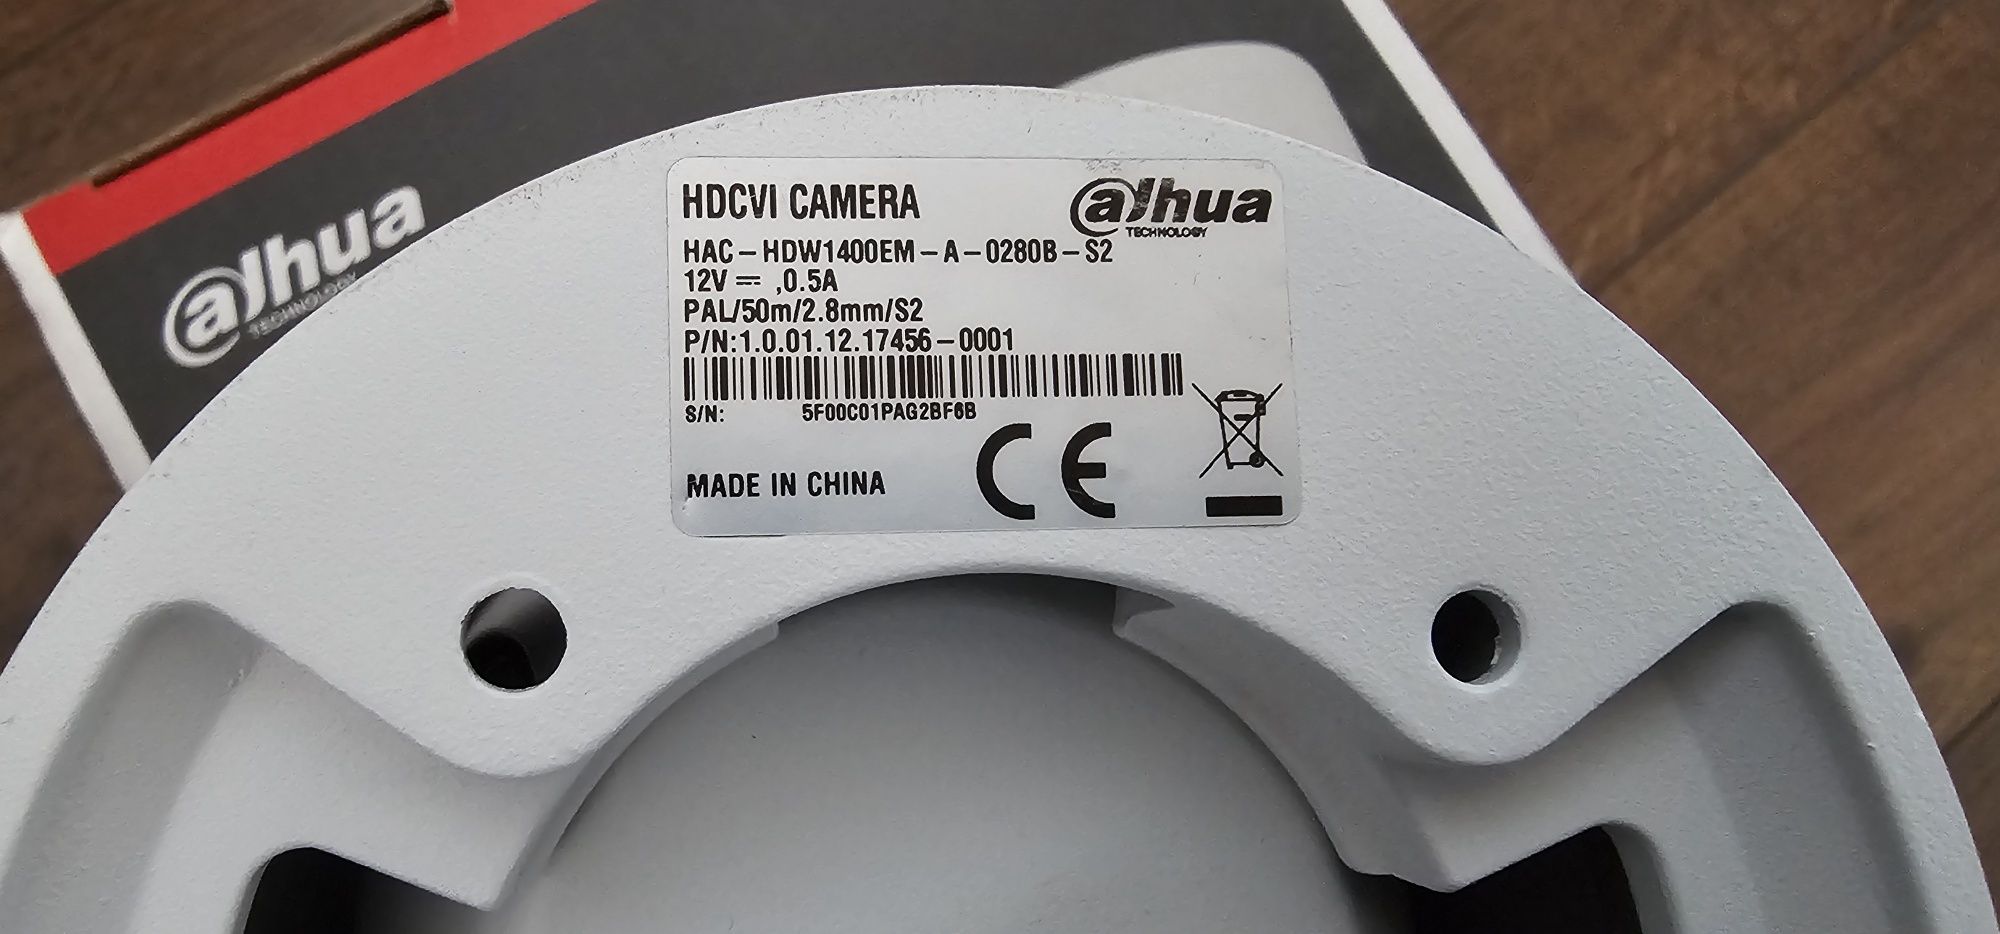 alhua
TECHNOLOGY
HDCVI CAMERA
alhua
TECHNOLOGY
HAC-HDW1400EM-A-0280B-S2
12V ⎓ ,0.5A
PAL/50m/2.8mm/S2
P/N:1.0.01.12.17456-0001
S/N: 5F00C01PAG2BF6B
MADE IN CHINA
CE